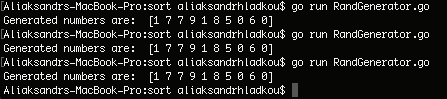 Aliaksandrs-MacBook-Pro:sort aliaksandrhladkou$ go run RandGenerator.go
Generated numbers are:  [1 7 7 9 1 8 5 0 6 0]
Aliaksandrs-MacBook-Pro:sort aliaksandrhladkou$ go run RandGenerator.go
Generated numbers are:  [1 7 7 9 1 8 5 0 6 0]
Aliaksandrs-MacBook-Pro:sort aliaksandrhladkou$ go run RandGenerator.go
Generated numbers are:  [1 7 7 9 1 8 5 0 6 0]
Aliaksandrs-MacBook-Pro:sort aliaksandrhladkou$